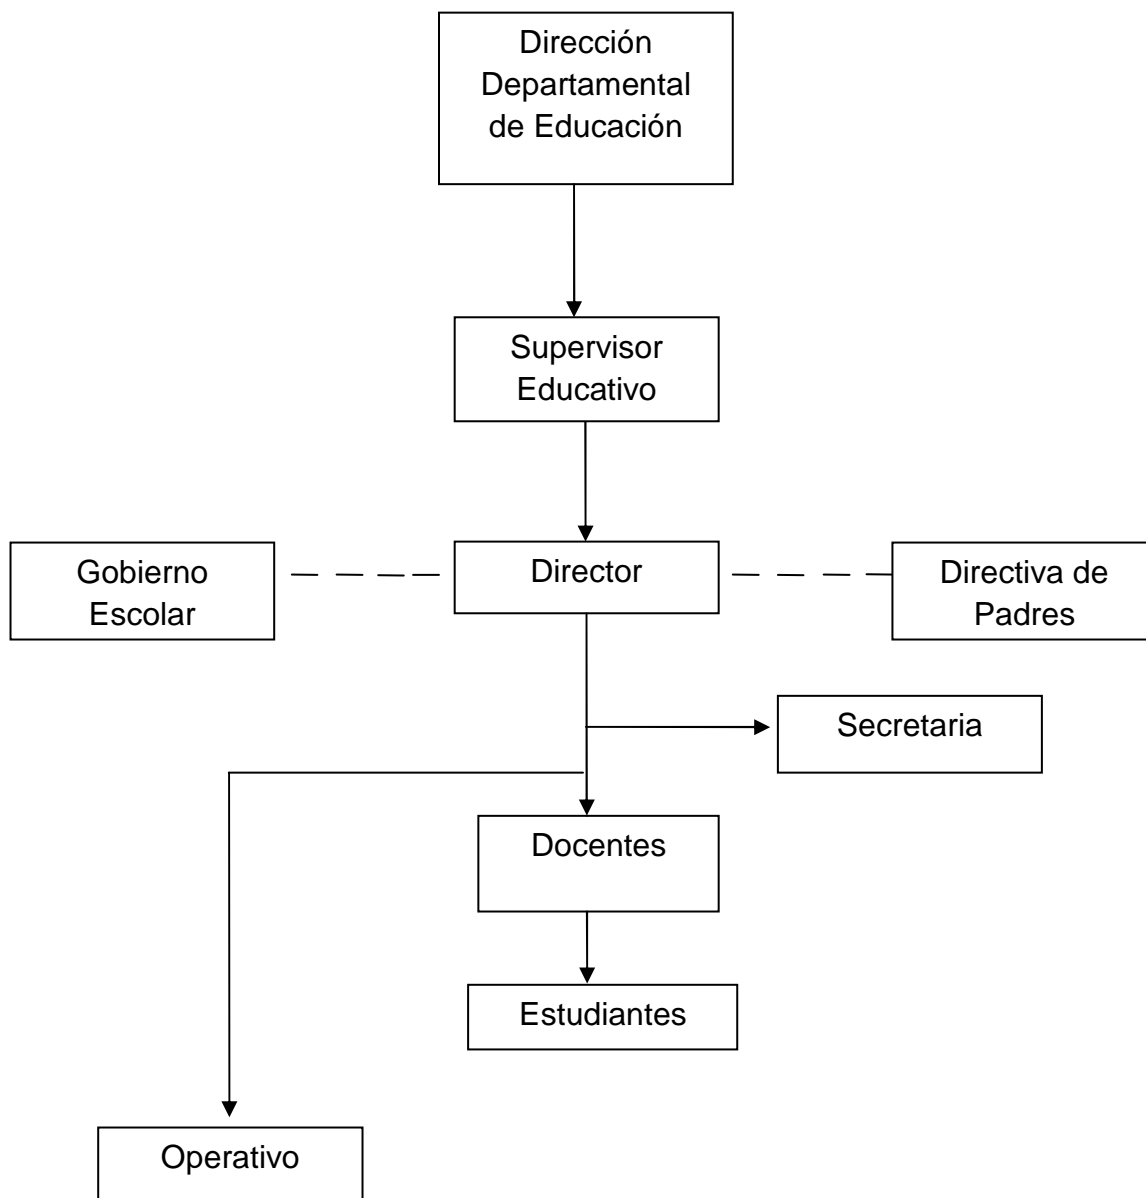 Dirección
Departamental
de Educación
Supervisor
Educativo
Gobierno
Escolar
Director
Directiva de
Padres
Secretaria
Docentes
Estudiantes
Operativo